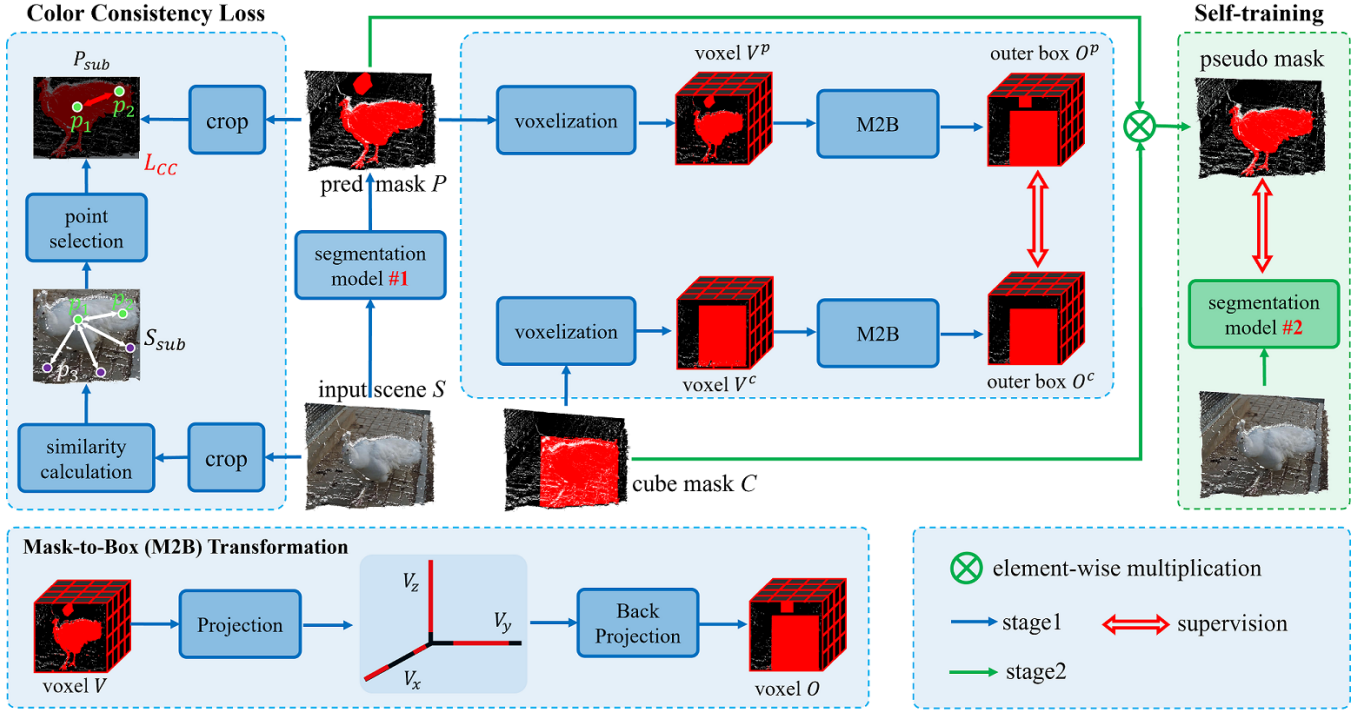 Color Consistency Loss
Self-training
P_sub
p_1
p_2
crop
L_CC
point
selection
S_sub
p_3
similarity
calculation
crop
pred mask P
segmentation
model #1
input scene S
voxelization
voxel V^p
M2B
outer box O^p
voxelization
voxel V^c
M2B
outer box O^c
cube mask C
pseudo mask
segmentation
model #2
Mask-to-Box (M2B) Transformation
voxel V
Projection
V_z
V_y
V_x
Back
Projection
voxel O
element-wise multiplication
stage1
supervision
stage2